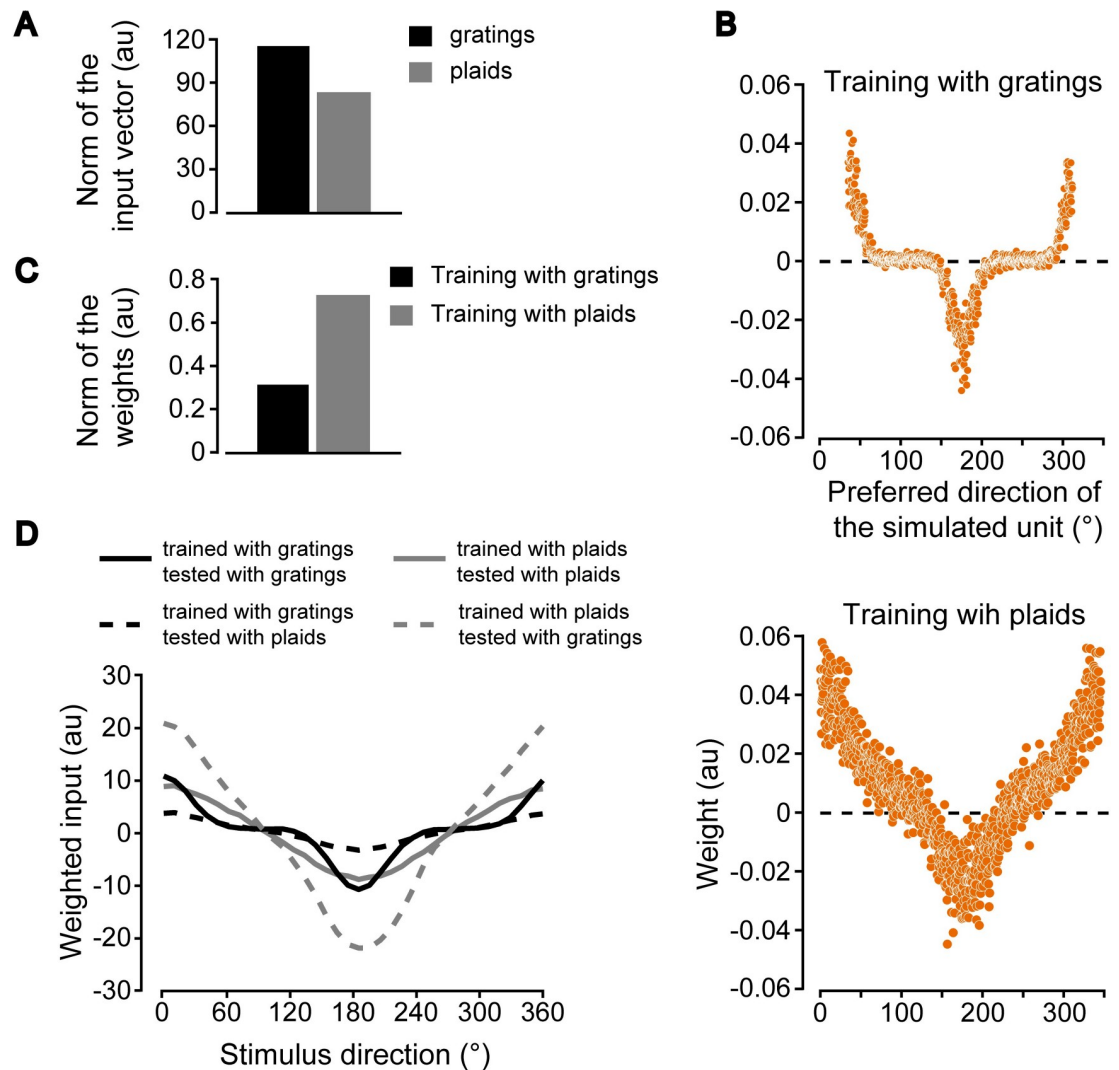 A
Norm of the
input vector (au)
120
90
60
30
0
gratings
plaids
B
Training with gratings
0.06
0.04
0.02
0
-0.02
-0.04
-0.06
0
100
200
300
Preferred direction of
the simulated unit (°)
C
Norm of the
weights (au)
0.8
0.6
0.4
0.2
0
Training with gratings
Training with plaids
D
trained with gratings
tested with gratings
trained with plaids
tested with plaids
trained with gratings
tested with plaids
trained with plaids
tested with gratings
Weighted input (au)
30
20
10
0
-10
-20
-30
0
60
120
180
240
300
360
Stimulus direction (°)
Training wih plaids
Weight (au)
0.06
0.04
0.02
0
-0.02
-0.04
-0.06
0
100
200
300